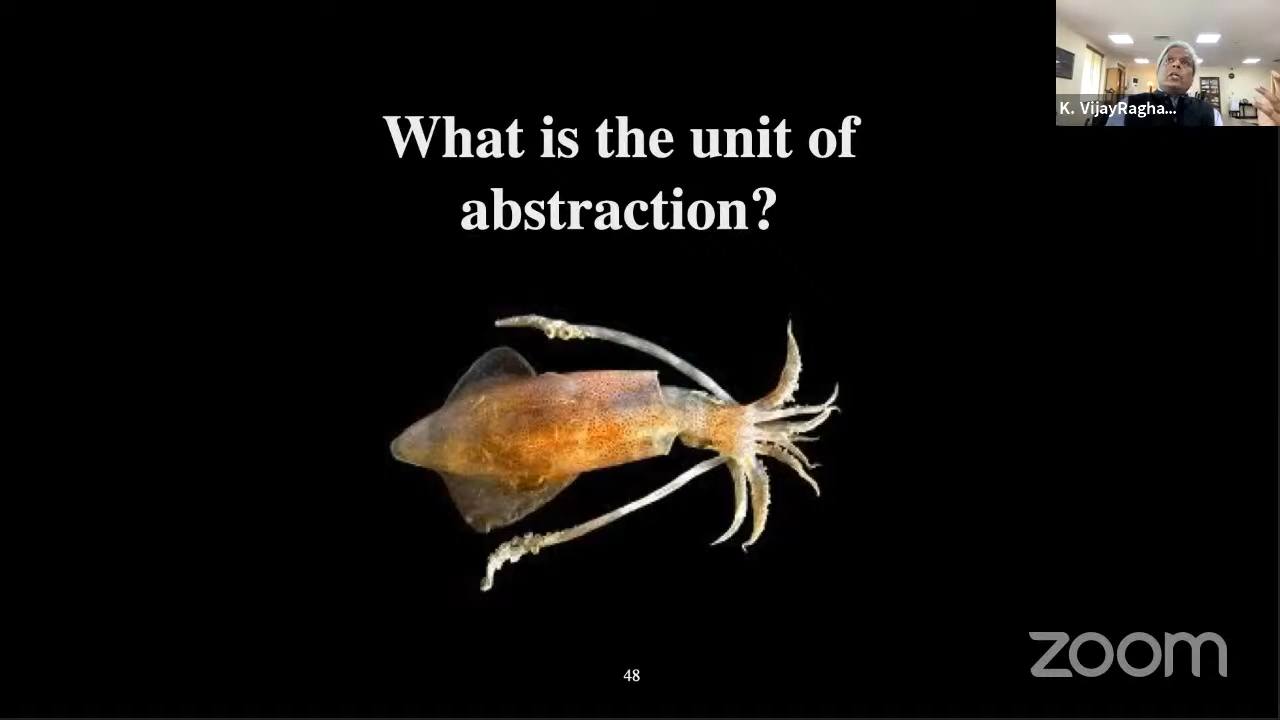 K. VijayRagha...
What is the unit of
abstraction?
48
zoom